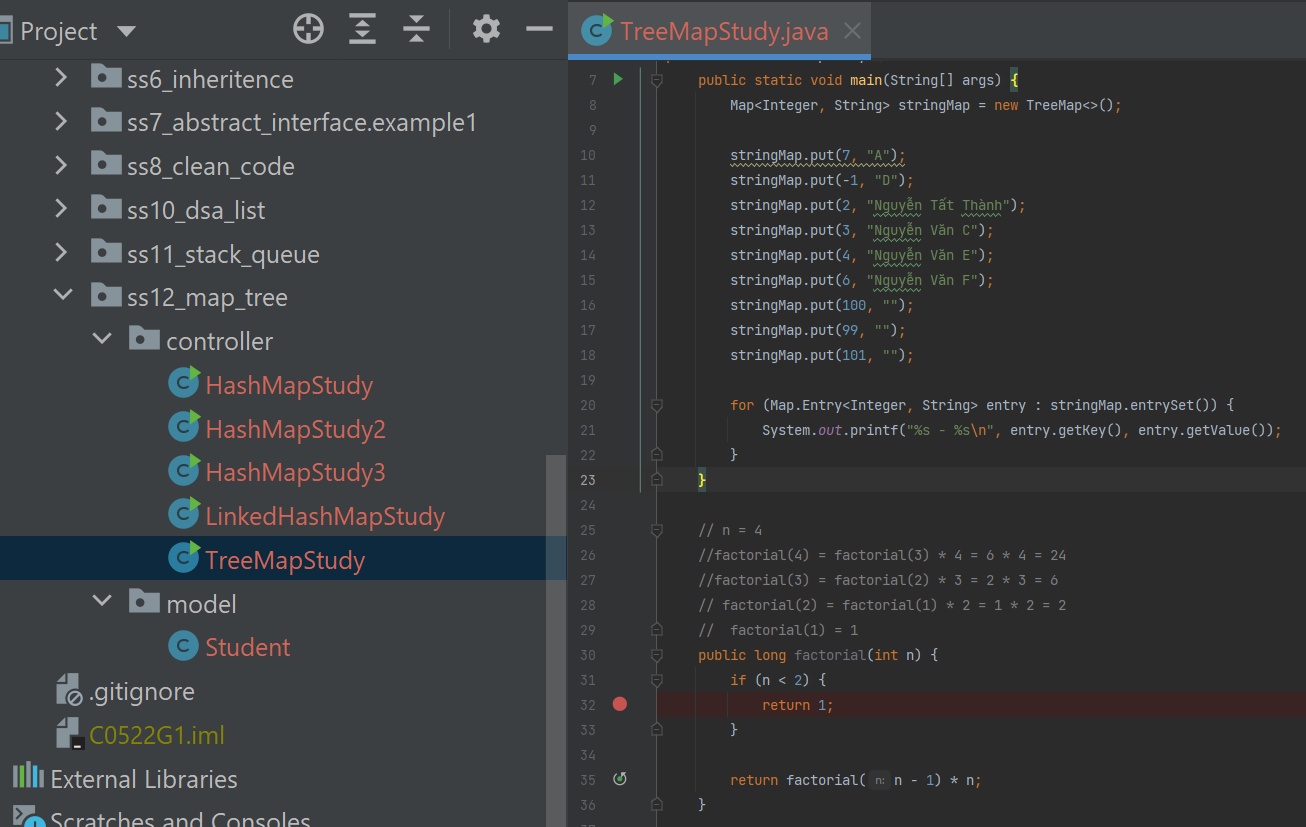 Project
ss6_inheritence
ss7_abstract_interface.example1
ss8_clean_code
ss10_dsa_list
ss11_stack_queue
ss12_map_tree
controller
HashMapStudy
HashMapStudy2
HashMapStudy3
LinkedHashMapStudy
TreeMapStudy
model
Student
.gitignore
C0522G1.iml
External Libraries
Scratches and Consoles
TreeMapStudy.java
7 public static void main(String[] args) {
8 Map<Integer, String> stringMap = new TreeMap<>();
9
10 stringMap.put(7, "A");
11 stringMap.put(-1, "D");
12 stringMap.put(2, "Nguyễn Tất Thành");
13 stringMap.put(3, "Nguyễn Văn C");
14 stringMap.put(4, "Nguyễn Văn E");
15 stringMap.put(6, "Nguyễn Văn F");
16 stringMap.put(100, "");
17 stringMap.put(99, "");
18 stringMap.put(101, "");
19
20 for (Map.Entry<Integer, String> entry : stringMap.entrySet()) {
21 System.out.printf("%s - %s\n", entry.getKey(), entry.getValue());
22 }
23 }
24
25 // n = 4
26 //factorial(4) = factorial(3) * 4 = 6 * 4 = 24
27 //factorial(3) = factorial(2) * 3 = 2 * 3 = 6
28 // factorial(2) = factorial(1) * 2 = 1 * 2 = 2
29 // factorial(1) = 1
30 public long factorial(int n) {
31 if (n < 2) {
32 return 1;
33 }
34
35 return factorial( n: n - 1) * n;
36 }